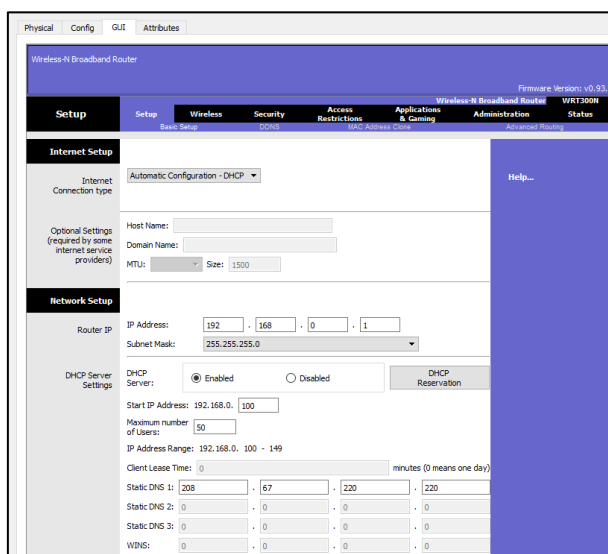 Physical Config GUI Attributes
Wireless-N Broadband Router
Firmware Version: v0.93.
Wireless-N Broadband Router WRT300N
Setup Setup Wireless Security Access Restrictions Applications & Gaming Administration Status
Basic Setup DDNS MAC Address Clone Advanced Routing
Internet Setup
Internet Connection type Automatic Configuration - DHCP
Help...
Optional Settings (required by some internet service providers)
Host Name:
Domain Name:
MTU: Size: 1500
Network Setup
Router IP
IP Address: 192 . 168 . 0 . 1
Subnet Mask: 255.255.255.0
DHCP Server Settings
DHCP Server: Enabled Disabled DHCP Reservation
Start IP Address: 192.168.0. 100
Maximum number of Users: 50
IP Address Range: 192.168.0. 100 - 149
Client Lease Time: 0 minutes (0 means one day)
Static DNS 1: 208 . 67 . 220 . 220
Static DNS 2: 0 . 0 . 0 . 0
Static DNS 3: 0 . 0 . 0 . 0
WINS: 0 . 0 . 0 . 0